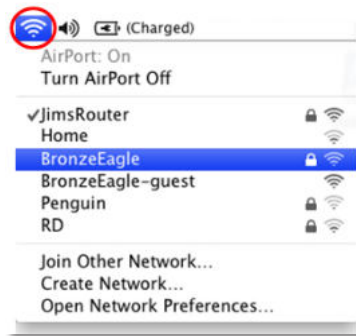 (Charged)
AirPort: On
Turn AirPort Off
✓JimsRouter
Home
BronzeEagle
BronzeEagle-guest
Penguin
RD
Join Other Network...
Create Network...
Open Network Preferences...